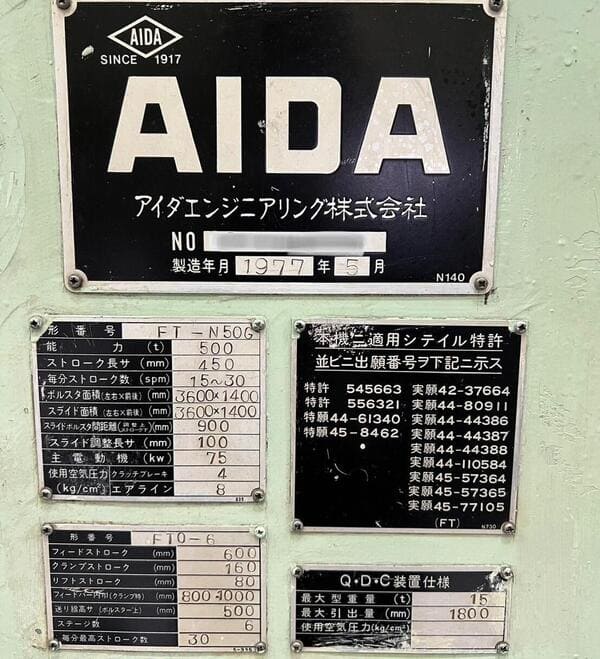 AIDA
SINCE 1917
AIDA
アイダエンジニアリング株式会社
NO
製造年月 1977 年 5 月
N140
形番号 FT-N50G
能力 (t) 500
ストローク長サ (mm) 450
毎分ストローク数 (spm) 15~30
ボルスタ面積(左右×前後) (mm) 3600×1400
スライド面積 (左右×前後) (mm) 3600×1400
スライドボルスタ間距離 (mm) 900
スライド調整長サ (mm) 100
主電動機 (kw) 75
使用空気圧力 クラッチブレーキ 4
(kg/cm²) エアライン 8
本機ニ適用シテイル特許
並ビニ出願番号ヲ下記ニ示ス
特許 545663 実願42-37664
特許 556321 実願44-80911
特願44-61340 実願44-44386
特願45-8462 実願44-44387
実願44-44388
実願44-110584
実願45-57364
実願45-57365
実願45-77105
(FT) N730
形番号 FTO-6
フィードストローク (mm) 600
クランプストローク (mm) 160
リフトストローク (mm) 80
フィードバー内巾(クランプ時) (mm) 800-1000
送り線高サ (ボルスター上) (mm) 500
ステージ数 6
毎分最高ストローク数 30
Q・D・C装置仕様
最大型重量 (t) 15
最大引出量 (mm) 1800
使用空気圧力 (kg/cm²)